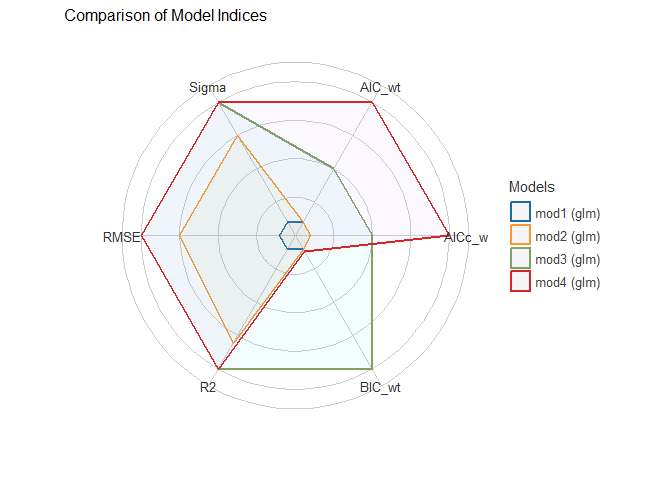 Comparison of Model Indices
Sigma
AIC_wt
Models
mod1 (glm)
RMSE
AICc_w
mod2 (glm)
mod3 (glm)
mod4 (glm)
R2
BIC_wt